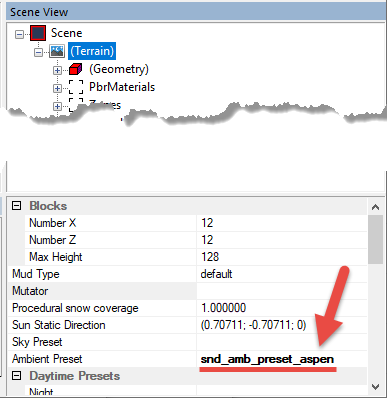 Scene View
Scene
(Terrain)
(Geometry)
PbrMaterials
Blocks
Number X 12
Number Z 12
Max Height 128
Mud Type default
Mutator
Procedural snow coverage 1.000000
Sun Static Direction (0.70711; -0.70711; 0)
Sky Preset
Ambient Preset snd_amb_preset_aspen
Daytime Presets
Night